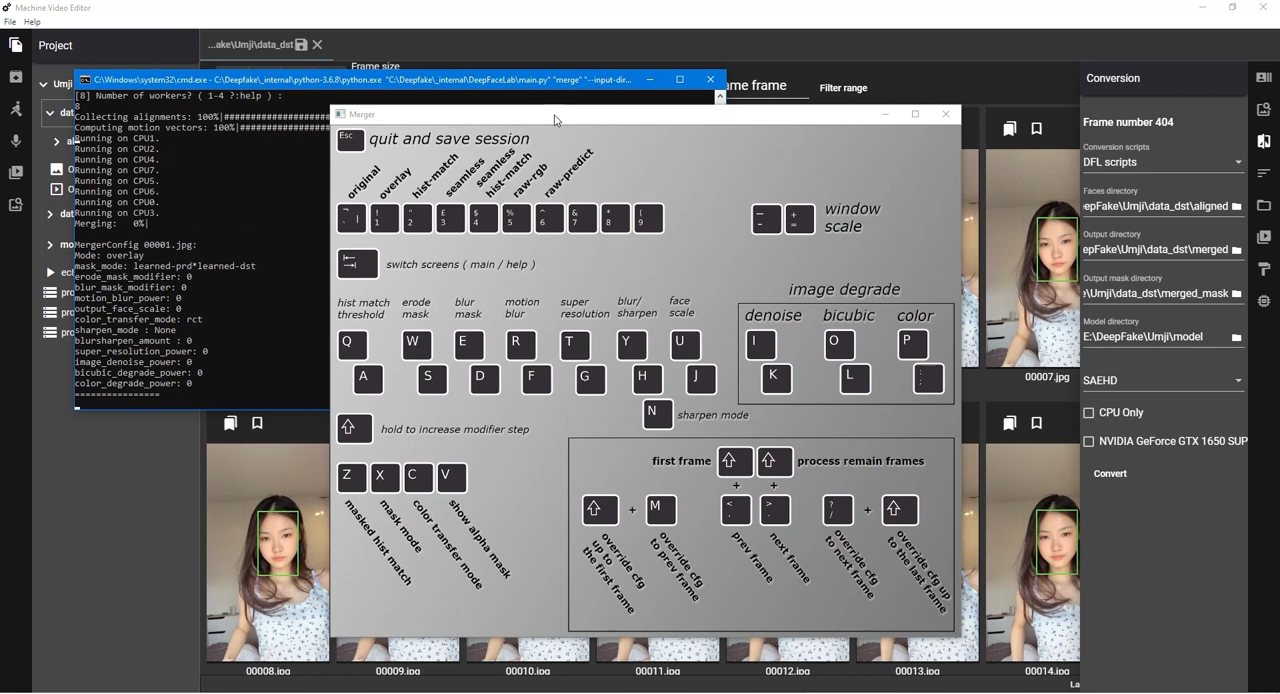 Machine Video Editor
File Help
Project
...ake\Umji\data_dst
Frame size
Filter range
C:\Windows\system32\cmd.exe - C:\Deepfake\_internal\python-3.6.8\python.exe "C:\Deepfake\_internal\DeepFaceLab\main.py" "merge" "--input-dir...
[8] Number of workers? ( 1-4 ?:help ) :
8
Collecting alignments: 100%|####################
Computing motion vectors: 100%|#################
Running on CPU1.
Running on CPU2.
Running on CPU4.
Running on CPU7.
Running on CPU5.
Running on CPU6.
Running on CPU0.
Running on CPU3.
Merging: 0%|
MergerConfig 00001.jpg:
Mode: overlay
mask_mode: learned-prd*learned-dst
erode_mask_modifier: 0
blur_mask_modifier: 0
motion_blur_power: 0
output_face_scale: 0
color_transfer_mode: rct
sharpen_mode : None
blursharpen_amount : 0
super_resolution_power: 0
image_denoise_power: 0
bicubic_degrade_power: 0
color_degrade_power: 0
================
Merger
Esc quit and save session
original overlay hist-match seamless seamless hist-match raw-rgb raw-predict
¬ ` | ! 1 " 2 £ 3 $ 4 % 5 ^ 6 & 7 * 8 ( 9
- + = window scale
switch screens ( main / help )
hist match threshold erode mask blur mask motion blur super resolution blur/ sharpen face scale
Q W E R T Y U
A S D F G H J
image degrade
denoise bicubic color
I O P
K L : ;
N sharpen mode
hold to increase modifier step
Z X C V
masked hist match mask mode color transfer mode show alpha mask
first frame process remain frames
+ +
+ M < , > . ? / +
override cfg up to the first frame override cfg to prev frame prev frame next frame override cfg to next frame override cfg up to the last frame
Conversion
Frame number 404
Conversion scripts
DFL scripts
Faces directory
epFake\Umji\data_dst\aligned
Output directory
epFake\Umji\data_dst\merged
Output mask directory
\Umji\data_dst\merged_mask
Model directory
E:\DeepFake\Umji\model
SAEHD
CPU Only
NVIDIA GeForce GTX 1650 SUP
Convert
00007.jpg
00008.jpg 00009.jpg 00010.jpg 00011.jpg 00012.jpg 00013.jpg 00014.jpg